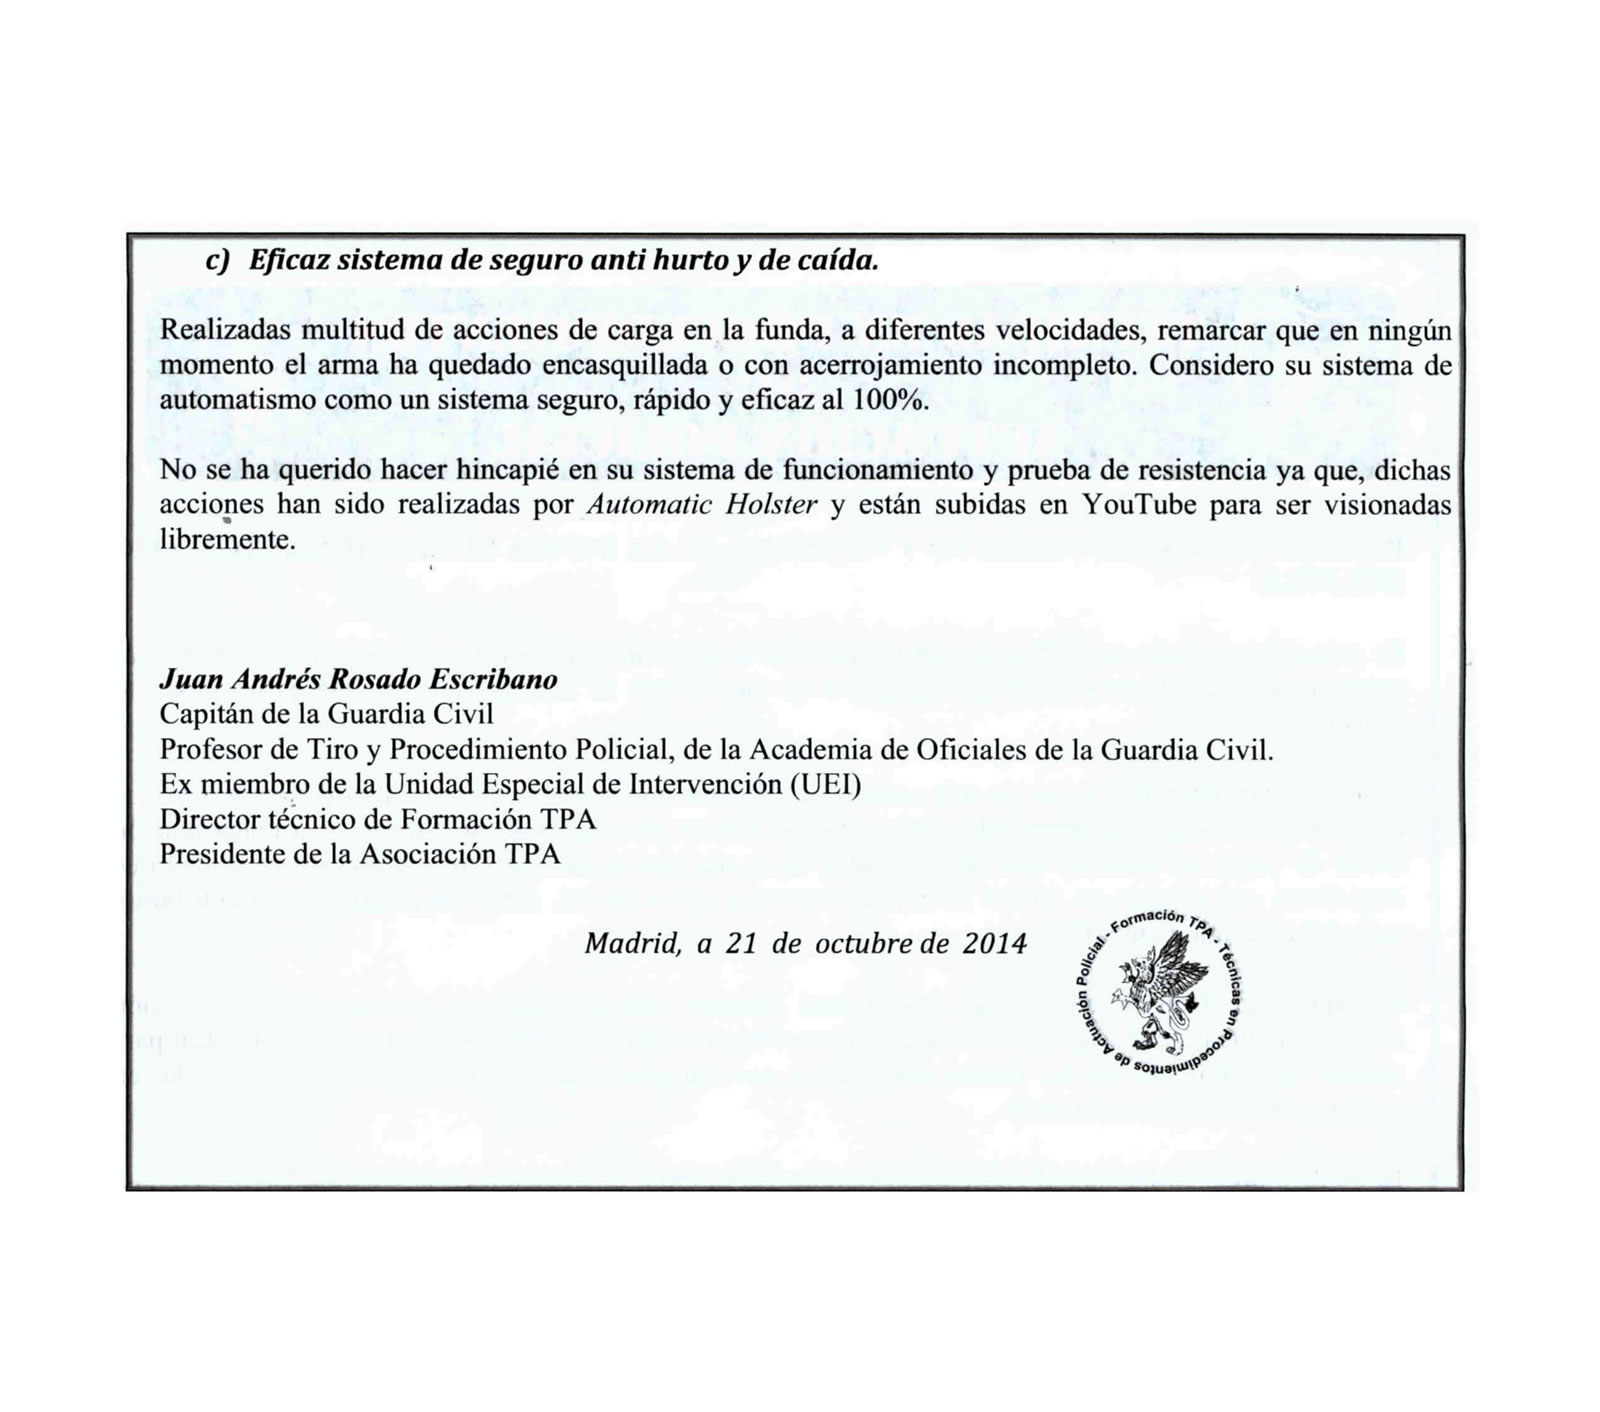 c) Eficaz sistema de seguro anti hurto y de caída.
Realizadas multitud de acciones de carga en la funda, a diferentes velocidades, remarcar que en ningún
momento el arma ha quedado encasquillada o con acerrojamiento incompleto. Considero su sistema de
automatismo como un sistema seguro, rápido y eficaz al 100%.
No se ha querido hacer hincapié en su sistema de funcionamiento y prueba de resistencia ya que, dichas
acciones han sido realizadas por Automatic Holster y están subidas en YouTube para ser visionadas
libremente.
Juan Andrés Rosado Escribano
Capitán de la Guardia Civil
Profesor de Tiro y Procedimiento Policial, de la Academia de Oficiales de la Guardia Civil.
Ex miembro de la Unidad Especial de Intervención (UEI)
Director técnico de Formación TPA
Presidente de la Asociación TPA
Madrid, a 21 de octubre de 2014
Formación TPA - Técnicas en Procedimientos de Actuación Policial -